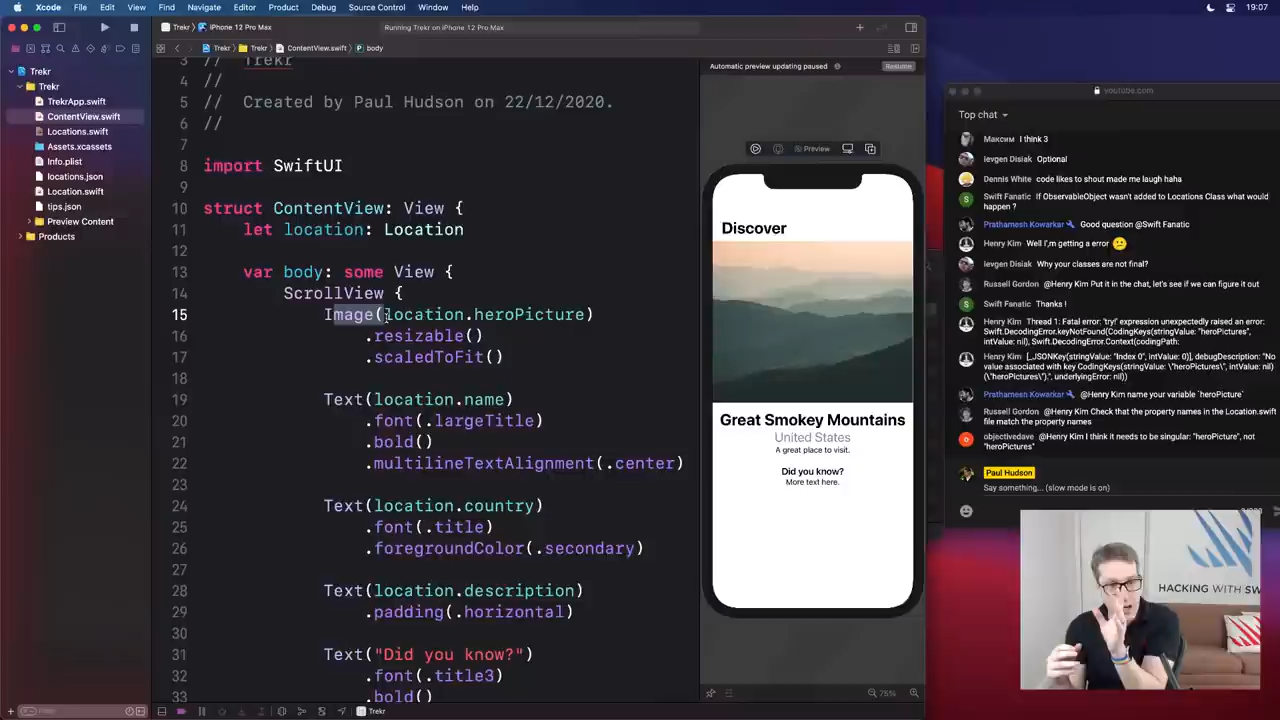 Xcode File Edit View Find Navigate Editor Product Debug Source Control Window Help 19:07
Trekr iPhone 12 Pro Max Running Trekr on iPhone 12 Pro Max
Trekr Trekr ContentView.swift body
Trekr
Trekr
TrekrApp.swift
ContentView.swift
Locations.swift
Assets.xcassets
Info.plist
locations.json
Location.swift
tips.json
Preview Content
Products
3 // Trekr
4 //
5 // Created by Paul Hudson on 22/12/2020.
6 //
7
8 import SwiftUI
9
10 struct ContentView: View {
11 let location: Location
12
13 var body: some View {
14 ScrollView {
15 Image(location.heroPicture)
16 .resizable()
17 .scaledToFit()
18
19 Text(location.name)
20 .font(.largeTitle)
21 .bold()
22 .multilineTextAlignment(.center)
23
24 Text(location.country)
25 .font(.title)
26 .foregroundColor(.secondary)
27
28 Text(location.description)
29 .padding(.horizontal)
30
31 Text("Did you know?")
32 .font(.title3)
33 .bold()
Trekr
Automatic preview updating paused Resume
Preview
Discover
Great Smokey Mountains
United States
A great place to visit.
Did you know?
More text here.
75%
youtube.com
Top chat
Максим I think 3
Ievgen Disiak Optional
Dennis White code likes to shout made me laugh haha
Swift Fanatic If ObservableObject wasn't added to Locations Class what would
happen ?
Prathamesh Kowarkar Good question @Swift Fanatic
Henry Kim Well I',m getting a error
Ievgen Disiak Why your classes are not final?
Russell Gordon @Henry Kim Put it in the chat, let's see if we can figure it out
Swift Fanatic Thanks !
Henry Kim Thread 1: Fatal error: 'try!' expression unexpectedly raised an error:
Swift.DecodingError.keyNotFound(CodingKeys(stringValue: "heroPictures",
intValue: nil), Swift.DecodingError.Context(codingPath:
Henry Kim [_JSONKey(stringValue: "Index 0", intValue: 0)], debugDescription: "No
value associated with key CodingKeys(stringValue: \"heroPictures\", intValue: nil)
(\"heroPictures\").", underlyingError: nil))
Prathamesh Kowarkar @Henry Kim name your variable `heroPicture`
Russell Gordon @Henry Kim Check that the property names in the Location.swift
file match the property names
objectivedave @Henry Kim I think it needs to be singular: "heroPicture", not
"heroPictures"
Paul Hudson
Say something... (slow mode is on)
HACKING WITH SW